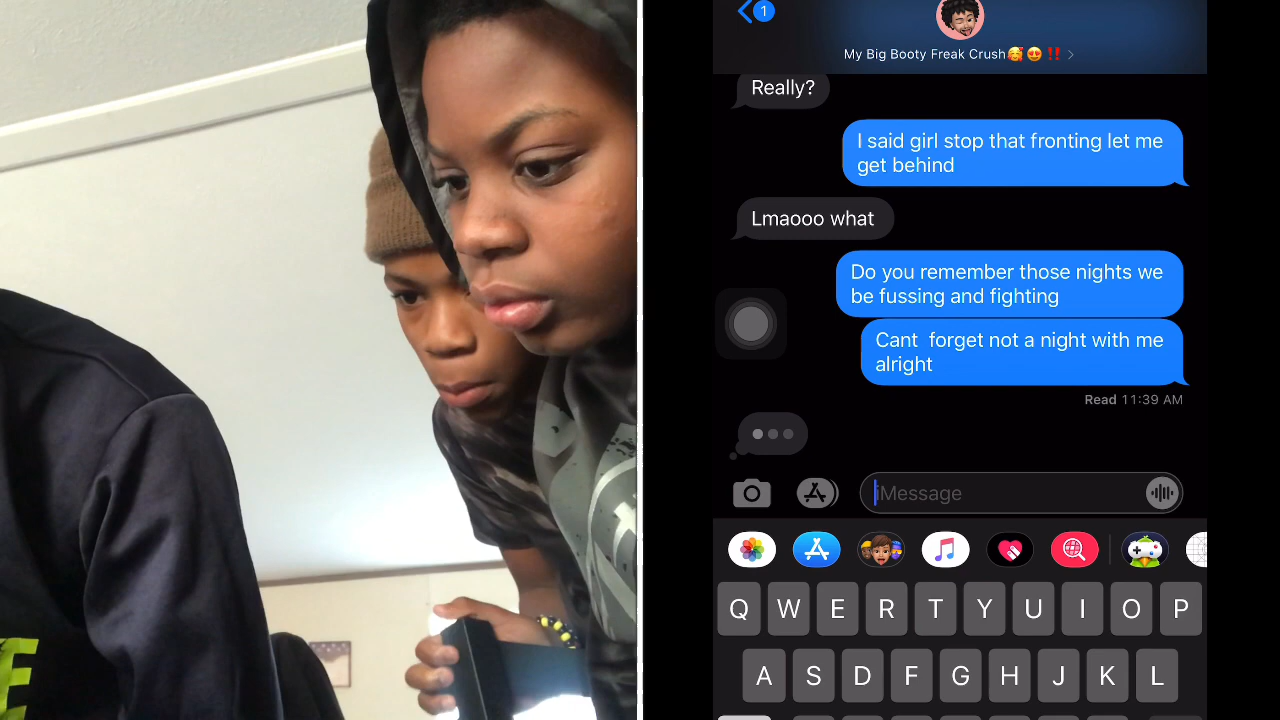 1
My Big Booty Freak Crush🥰😍‼️
Really?
I said girl stop that fronting let me
get behind
Lmaooo what
Do you remember those nights we
be fussing and fighting
Cant  forget not a night with me
alright
Read 11:39 AM
iMessage
Q W E R T Y U I O P
A S D F G H J K L